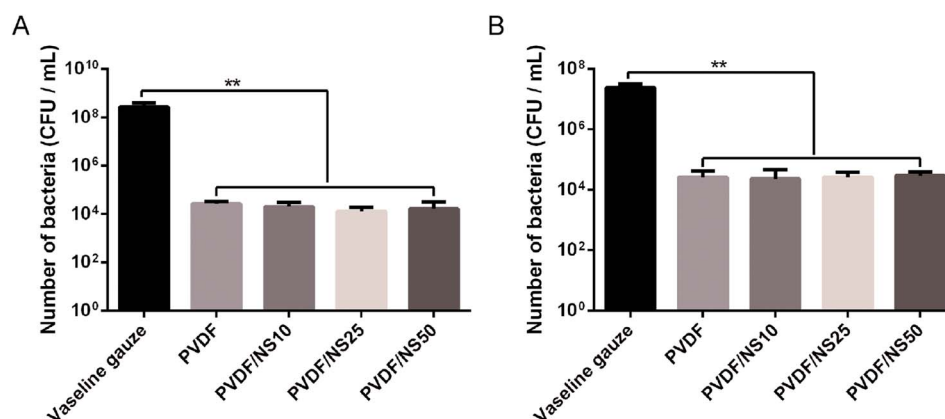 A
Number of bacteria (CFU / mL)
10¹⁰
10⁸
10⁶
10⁴
10²
10⁰
**
Vaseline gauze
PVDF
PVDF/NS10
PVDF/NS25
PVDF/NS50
B
Number of bacteria (CFU / mL)
10⁸
10⁶
10⁴
10²
10⁰
**
Vaseline gauze
PVDF
PVDF/NS10
PVDF/NS25
PVDF/NS50